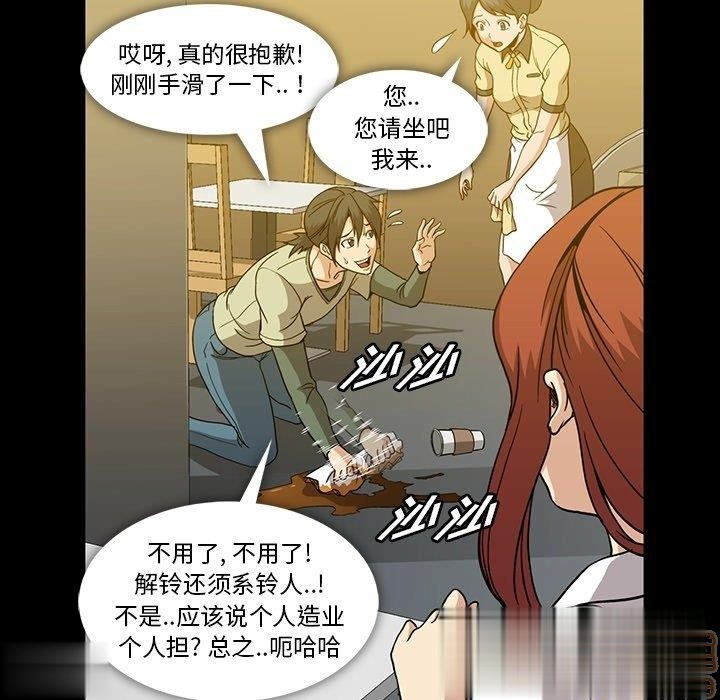 哎呀, 真的很抱歉!
刚刚手滑了一下.. !
您..
您请坐吧
我来..
沙沙
沙沙
不用了, 不用了!
解铃还须系铃人..!
不是..应该说个人造业
个人担? 总之..呃哈哈